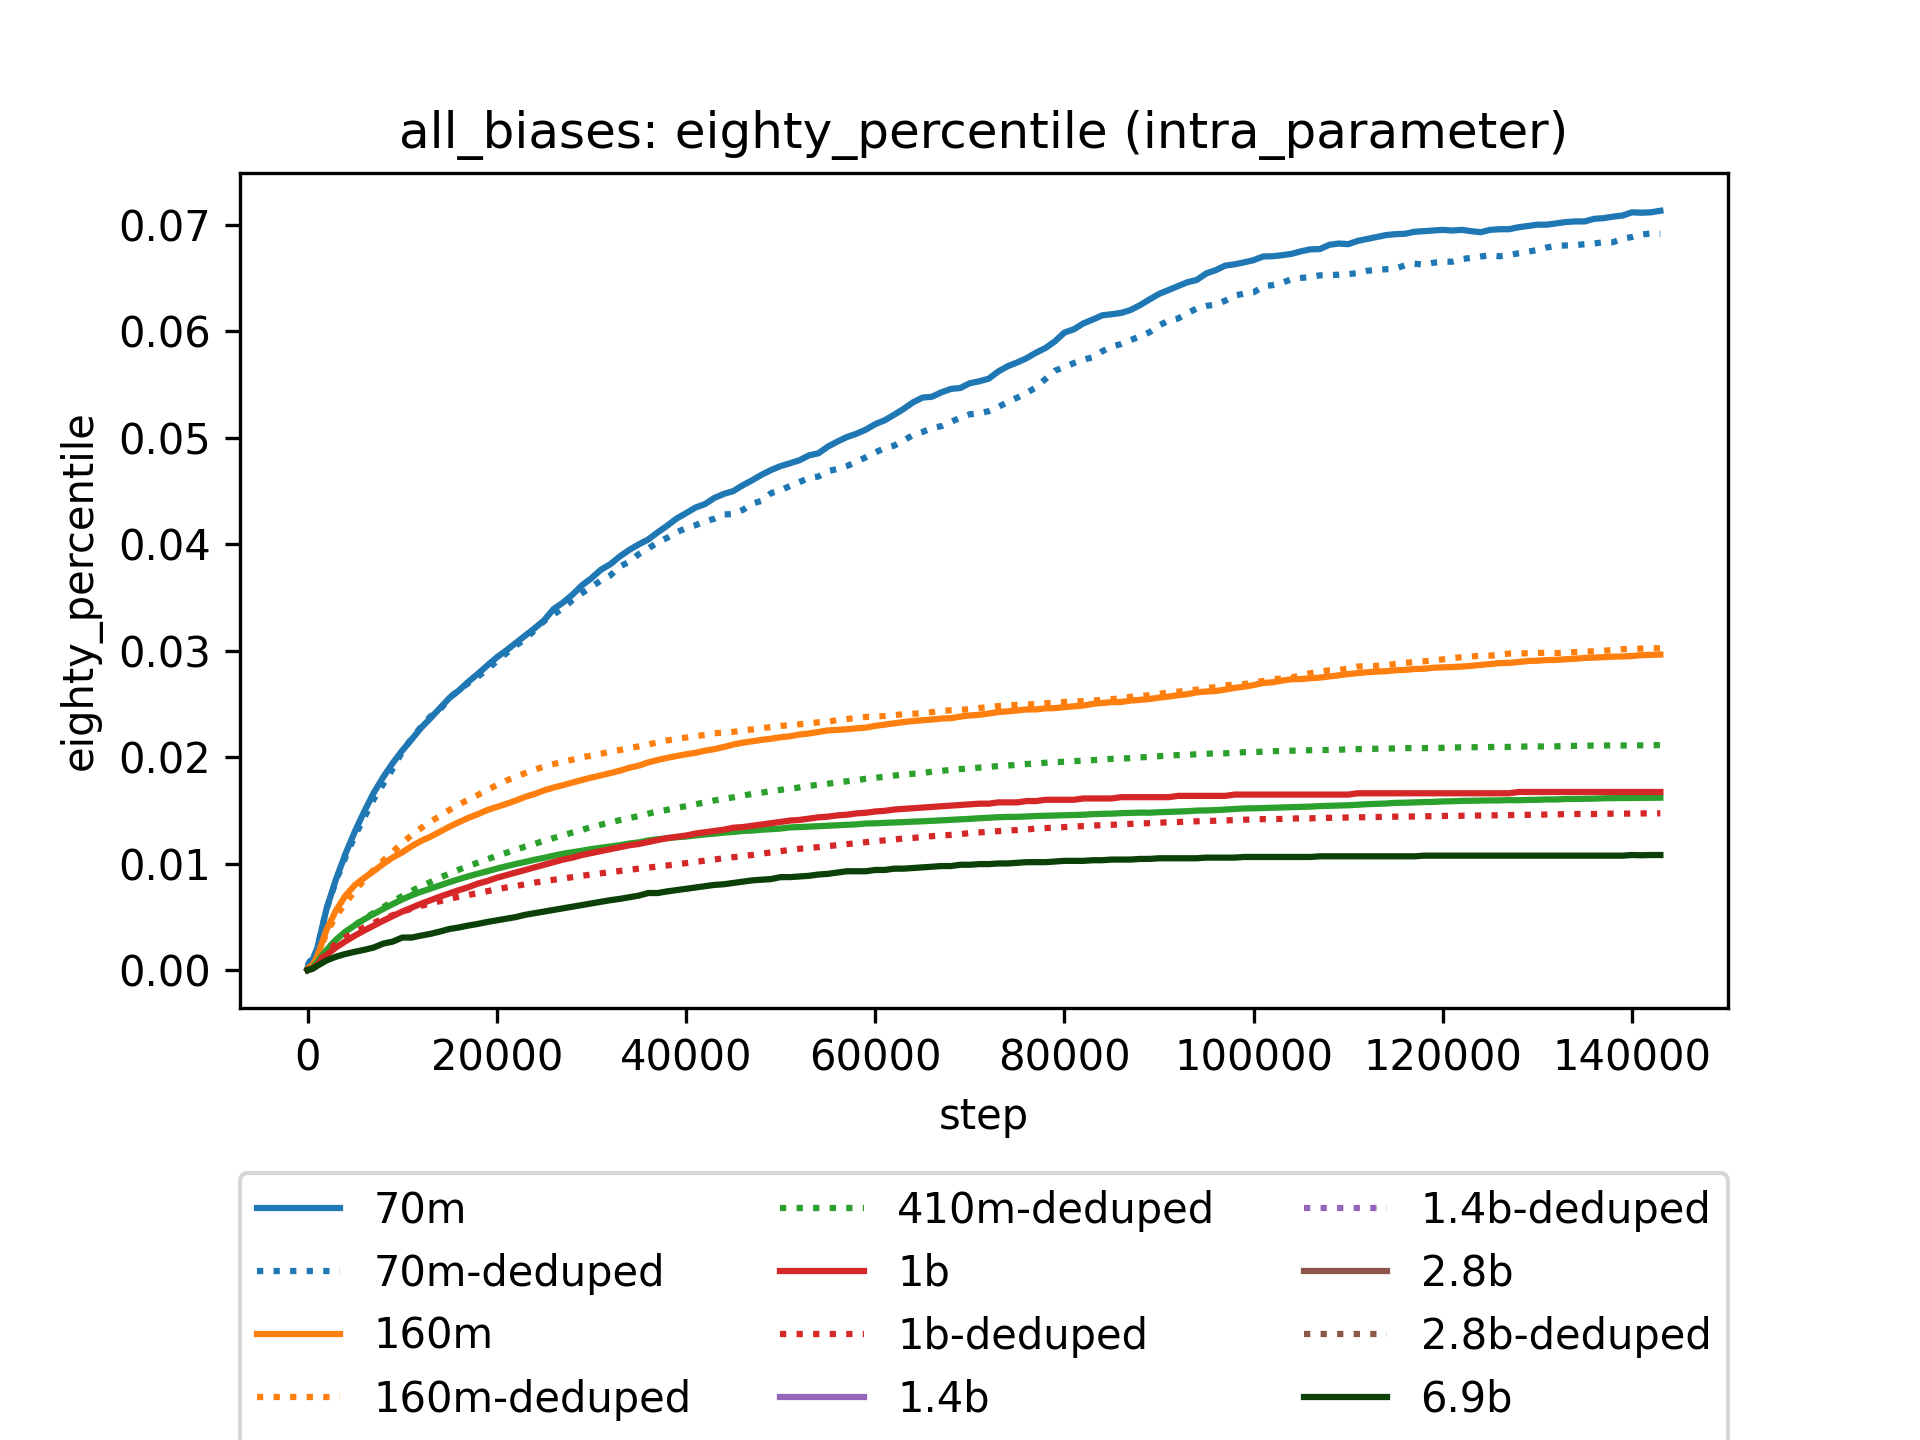 all_biases: eighty_percentile (intra_parameter)
eighty_percentile
0.07
0.06
0.05
0.04
0.03
0.02
0.01
0.00
0 20000 40000 60000 80000 100000 120000 140000
step
70m
70m-deduped
160m
160m-deduped
410m-deduped
1b
1b-deduped
1.4b
1.4b-deduped
2.8b
2.8b-deduped
6.9b